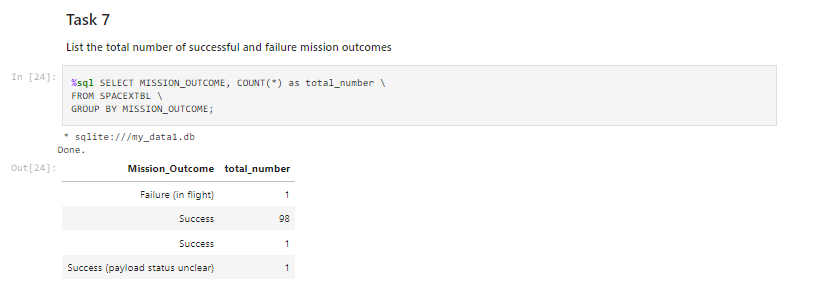 Task 7
List the total number of successful and failure mission outcomes
In [24]:
%sql SELECT MISSION_OUTCOME, COUNT(*) as total_number \
FROM SPACEXTBL \
GROUP BY MISSION_OUTCOME;
* sqlite:///my_data1.db
Done.
Out[24]:
Mission_Outcome total_number
Failure (in flight) 1
Success 98
Success 1
Success (payload status unclear) 1